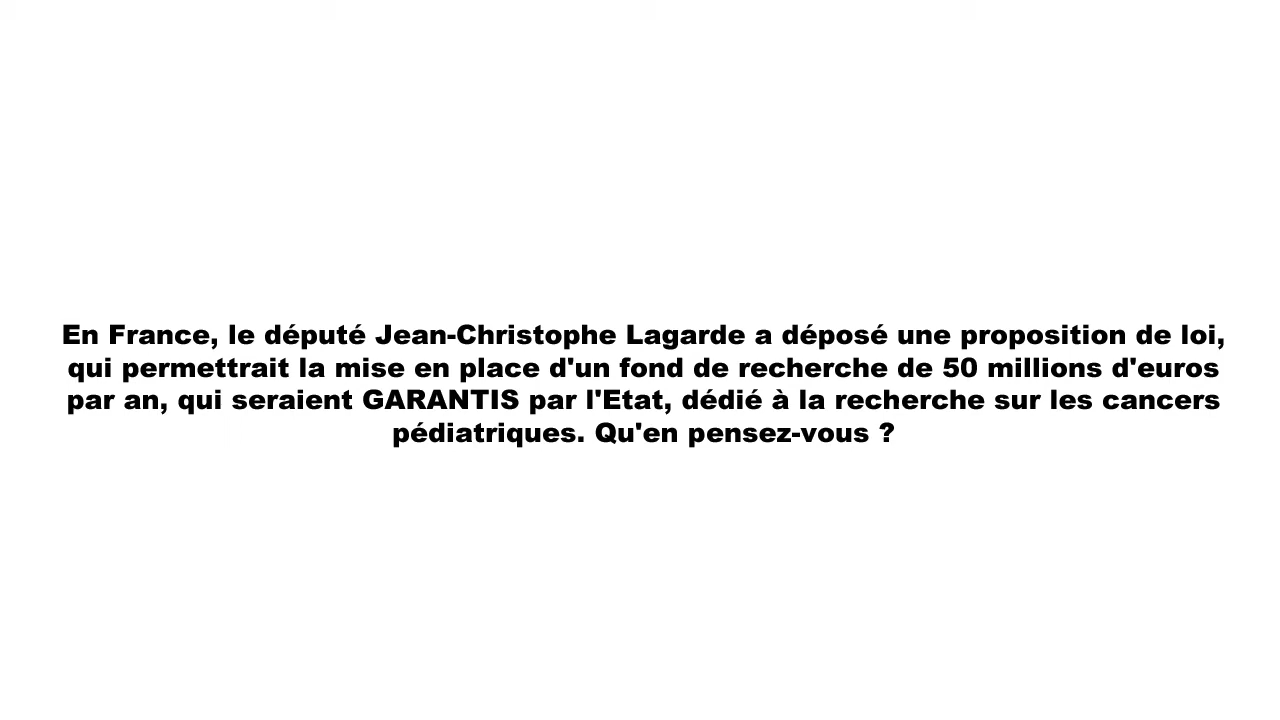 En France, le député Jean-Christophe Lagarde a déposé une proposition de loi,
qui permettrait la mise en place d'un fond de recherche de 50 millions d'euros
par an, qui seraient GARANTIS par l'Etat, dédié à la recherche sur les cancers
pédiatriques. Qu'en pensez-vous ?